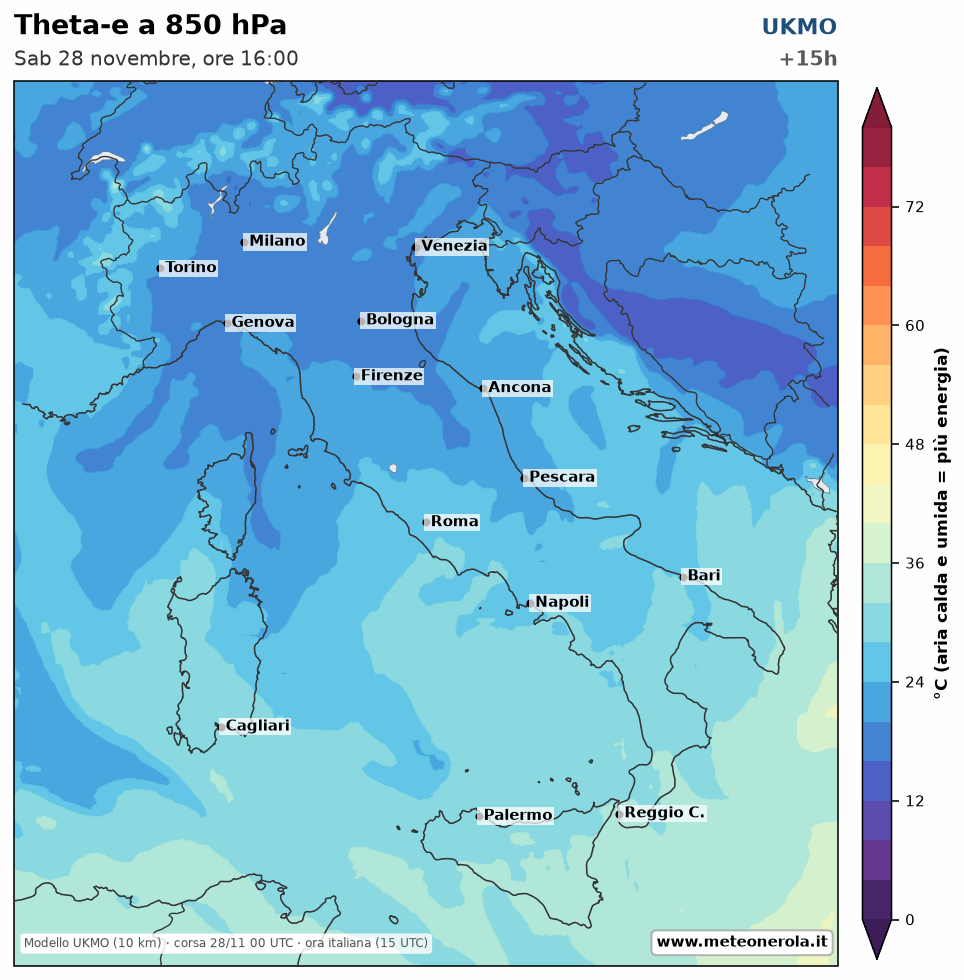 Theta-e a 850 hPa
UKMO
Sab 28 novembre, ore 16:00
+15h
Milano
Venezia
Torino
Genova
Bologna
Firenze
Ancona
Pescara
Roma
Bari
Napoli
Cagliari
Palermo
Reggio C.
72
60
48
36
24
12
0
°C (aria calda e umida = più energia)
Modello UKMO (10 km) · corsa 28/11 00 UTC · ora italiana (15 UTC)
www.meteonerola.it